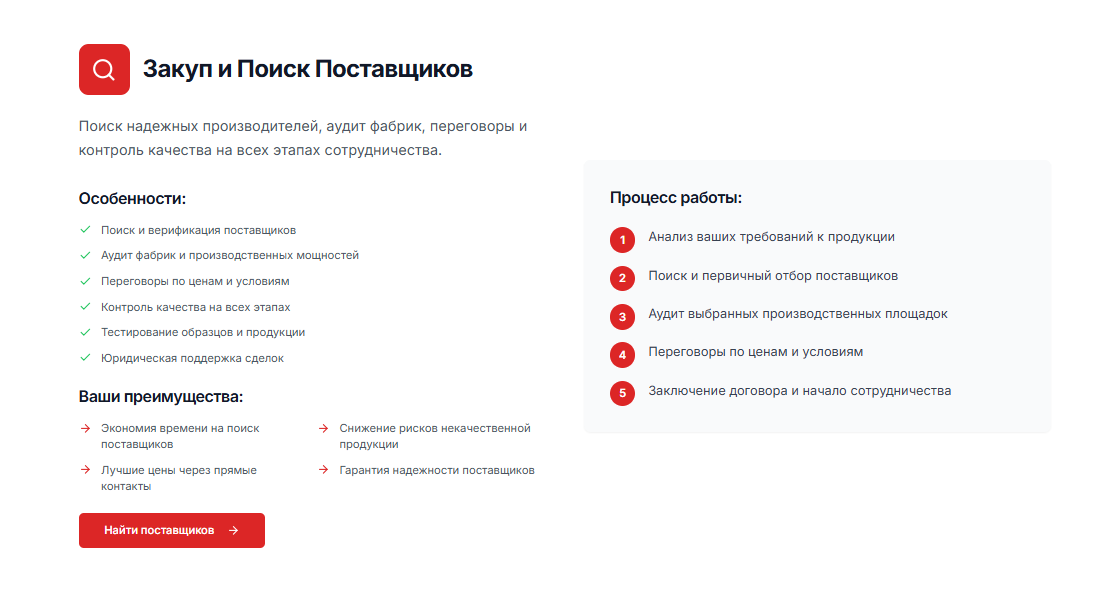 Закуп и Поиск Поставщиков
Поиск надежных производителей, аудит фабрик, переговоры и
контроль качества на всех этапах сотрудничества.
Особенности:
Поиск и верификация поставщиков
Аудит фабрик и производственных мощностей
Переговоры по ценам и условиям
Контроль качества на всех этапах
Тестирование образцов и продукции
Юридическая поддержка сделок
Ваши преимущества:
Экономия времени на поиск
поставщиков
Снижение рисков некачественной
продукции
Лучшие цены через прямые
контакты
Гарантия надежности поставщиков
Найти поставщиков
Процесс работы:
1 Анализ ваших требований к продукции
2 Поиск и первичный отбор поставщиков
3 Аудит выбранных производственных площадок
4 Переговоры по ценам и условиям
5 Заключение договора и начало сотрудничества